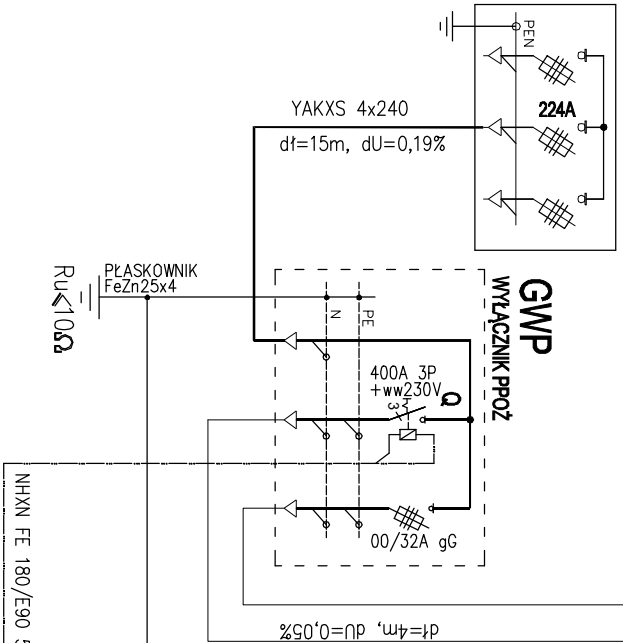 PEN
224A
YAKXS 4x240
dł=15m, dU=0,19%
GWP
WYŁĄCZNIK PPOŻ
PŁASKOWNIK
FeZn25x4
Ru≤10Ω
N
PE
400A 3P
+ww230V
Q
3
00/32A gG
NHXN FE 180/E90
dł=4m, dU=0,05%